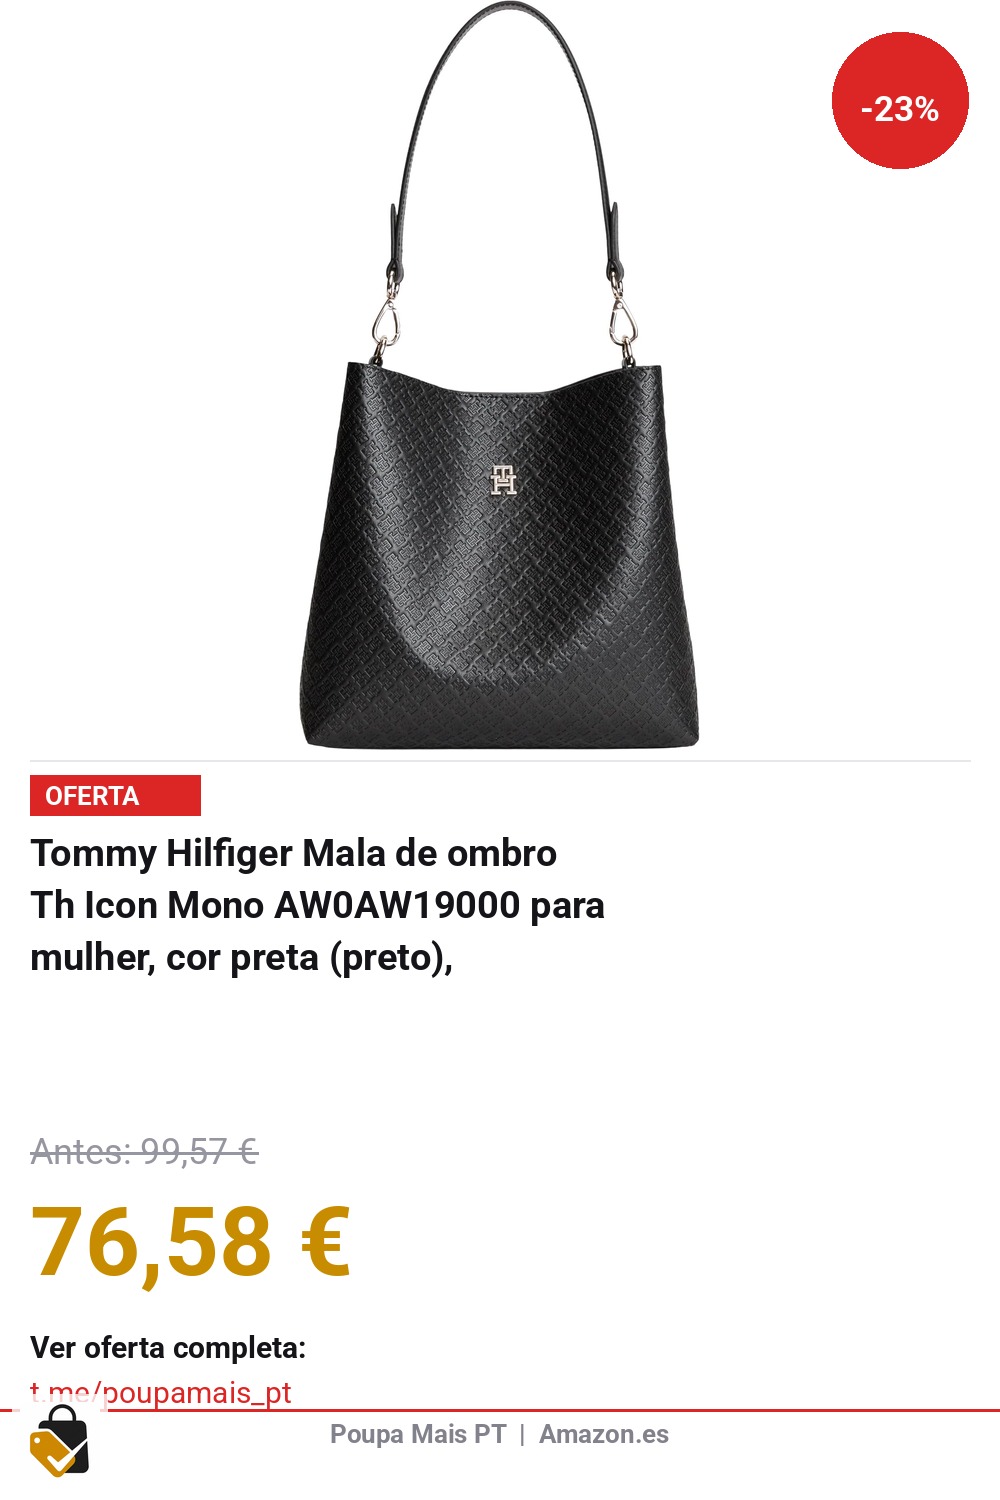 -23%
TH
OFERTA
Tommy Hilfiger Mala de ombro
Th Icon Mono AW0AW19000 para
mulher, cor preta (preto),
Antes: 99,57 €
76,58 €
Ver oferta completa:
t.me/poupamais_pt
Poupa Mais PT | Amazon.es